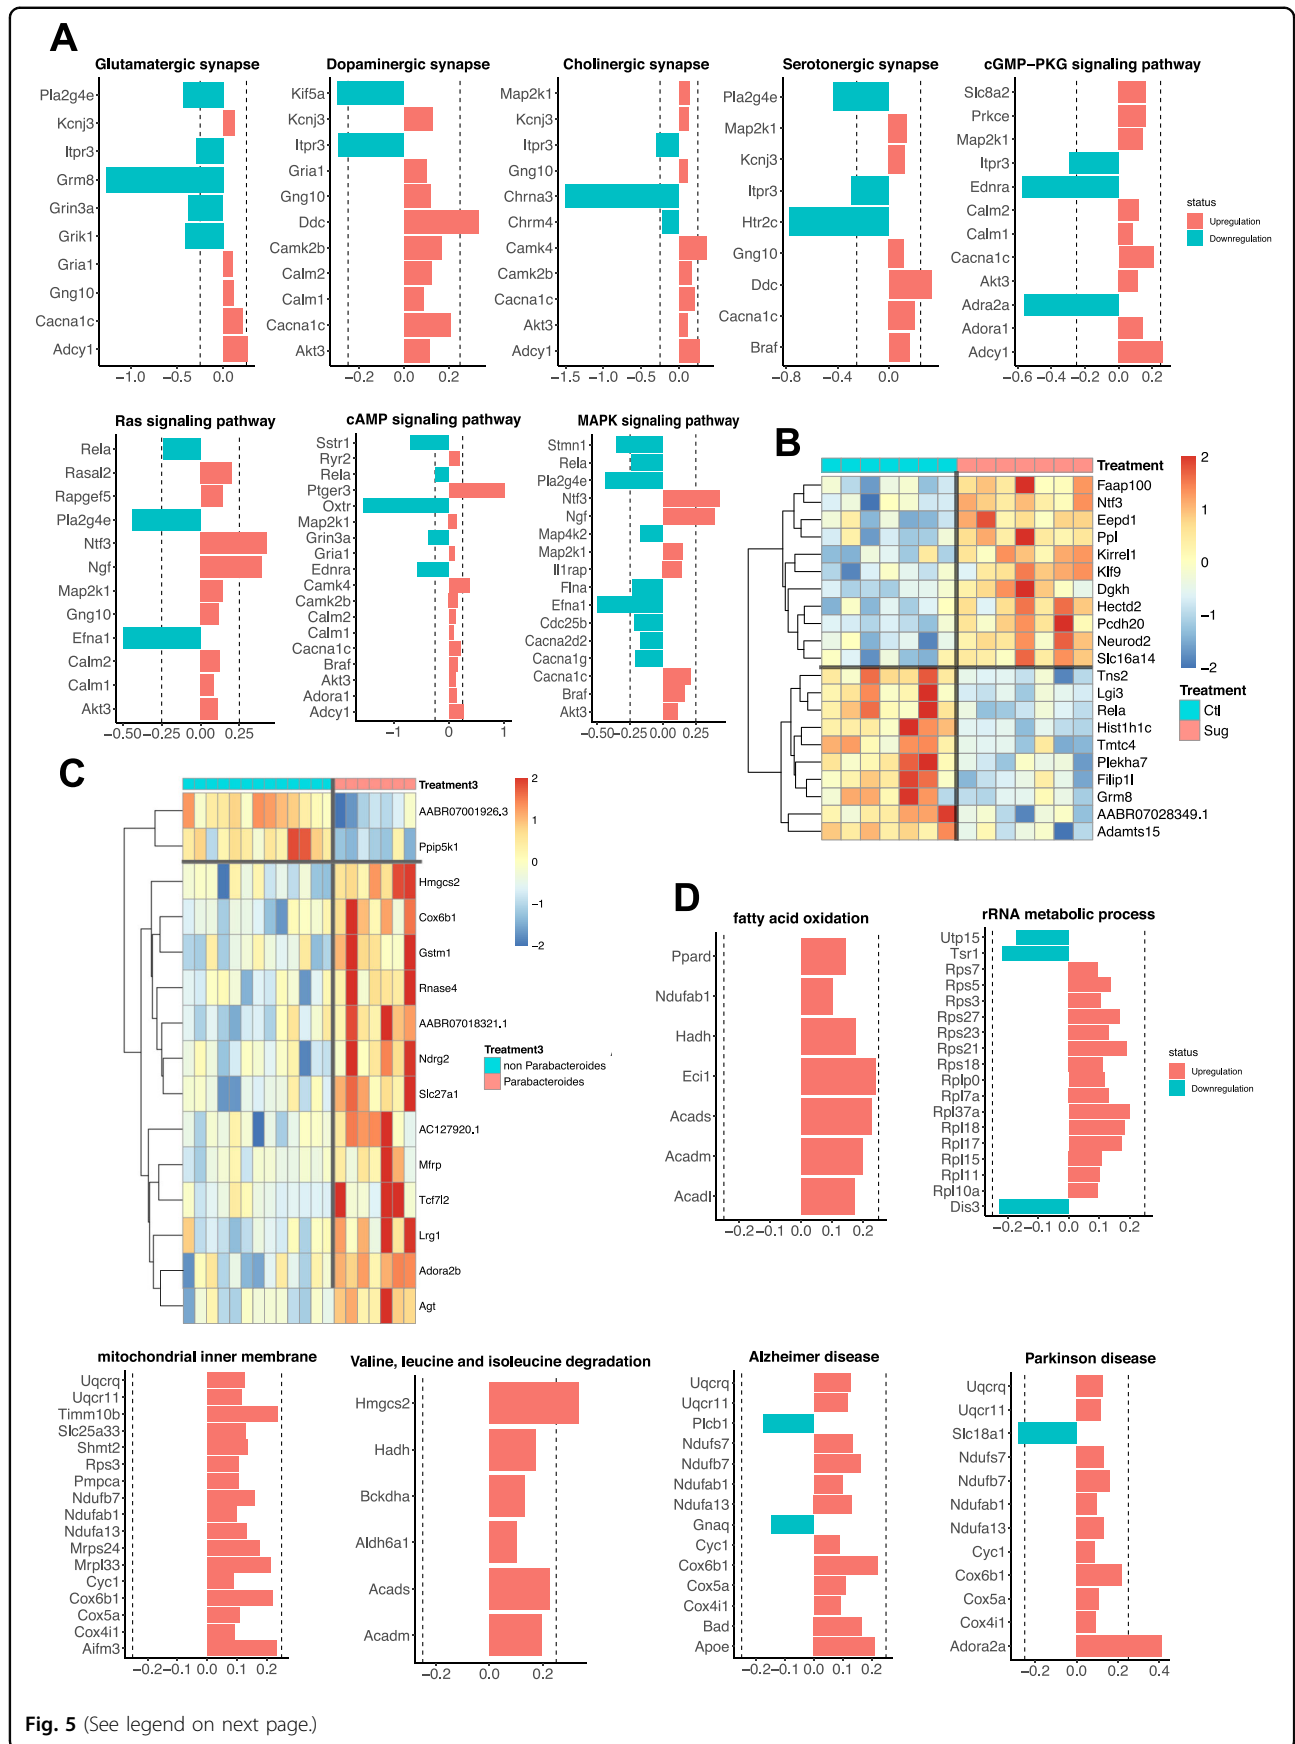 A
Glutamatergic synapse
Pla2g4e
Kcnj3
Itpr3
Grm8
Grin3a
Grik1
Gria1
Gng10
Cacna1c
Adcy1
−1.0 −0.5 0.0
Dopaminergic synapse
Kif5a
Kcnj3
Itpr3
Gria1
Gng10
Ddc
Camk2b
Calm2
Calm1
Cacna1c
Akt3
−0.2 0.0 0.2
Cholinergic synapse
Map2k1
Kcnj3
Itpr3
Gng10
Chrna3
Chrm4
Camk4
Camk2b
Cacna1c
Akt3
Adcy1
−1.5 −1.0 −0.5 0.0
Serotonergic synapse
Pla2g4e
Map2k1
Kcnj3
Itpr3
Htr2c
Gng10
Ddc
Cacna1c
Braf
−0.8 −0.4 0.0
cGMP−PKG signaling pathway
Slc8a2
Prkce
Map2k1
Itpr3
Ednra
Calm2
Calm1
Cacna1c
Akt3
Adra2a
Adora1
Adcy1
−0.6 −0.4 −0.2 0.0 0.2
status
Upregulation
Downregulation
Ras signaling pathway
Rela
Rasal2
Rapgef5
Pla2g4e
Ntf3
Ngf
Map2k1
Gng10
Efna1
Calm2
Calm1
Akt3
−0.50 −0.25 0.00 0.25
cAMP signaling pathway
Sstr1
Ryr2
Rela
Ptger3
Oxtr
Map2k1
Grin3a
Gria1
Ednra
Camk4
Camk2b
Calm2
Calm1
Cacna1c
Braf
Akt3
Adora1
Adcy1
−1 0 1
MAPK signaling pathway
Stmn1
Rela
Pla2g4e
Ntf3
Ngf
Map4k2
Map2k1
Il1rap
Flna
Efna1
Cdc25b
Cacna2d2
Cacna1g
Cacna1c
Braf
Akt3
−0.50 −0.25 0.00 0.25
B
Treatment
Faap100
Ntf3
Eepd1
Ppl
Kirrel1
Klf9
Dgkh
Hectd2
Pcdh20
Neurod2
Slc16a14
Tns2
Lgi3
Rela
Hist1h1c
Tmtc4
Plekha7
Filip1l
Grm8
AABR07028349.1
Adamts15
2
1
0
−1
−2
Treatment
Ctl
Sug
C
Treatment3
AABR07001926.3
Ppip5k1
Hmgcs2
Cox6b1
Gstm1
Rnase4
AABR07018321.1
Ndrg2
Slc27a1
AC127920.1
Mfrp
Tcf7l2
Lrg1
Adora2b
Agt
2
1
0
−1
−2
Treatment3
non Parabacteroides
Parabacteroides
D
fatty acid oxidation
Ppard
Ndufab1
Hadh
Eci1
Acads
Acadm
Acadl
−0.2 −0.1 0.0 0.1 0.2
rRNA metabolic process
Utp15
Tsr1
Rps7
Rps5
Rps3
Rps27
Rps23
Rps21
Rps18
Rplp0
Rpl7a
Rpl37a
Rpl18
Rpl17
Rpl15
Rpl11
Rpl10a
Dis3
−0.2 −0.1 0.0 0.1 0.2
status
Upregulation
Downregulation
mitochondrial inner membrane
Uqcrq
Uqcr11
Timm10b
Slc25a33
Shmt2
Rps3
Pmpca
Ndufb7
Ndufab1
Ndufa13
Mrps24
Mrpl33
Cyc1
Cox6b1
Cox5a
Cox4i1
Aifm3
−0.2 −0.1 0.0 0.1 0.2
Valine, leucine and isoleucine degradation
Hmgcs2
Hadh
Bckdha
Aldh6a1
Acads
Acadm
−0.2 0.0 0.2
Alzheimer disease
Uqcrq
Uqcr11
Plcb1
Ndufs7
Ndufb7
Ndufab1
Ndufa13
Gnaq
Cyc1
Cox6b1
Cox5a
Cox4i1
Bad
Apoe
−0.2 −0.1 0.0 0.1 0.2
Parkinson disease
Uqcrq
Uqcr11
Slc18a1
Ndufs7
Ndufb7
Ndufab1
Ndufa13
Cyc1
Cox6b1
Cox5a
Cox4i1
Adora2a
−0.2 0.0 0.2 0.4
Fig. 5 (See legend on next page.)